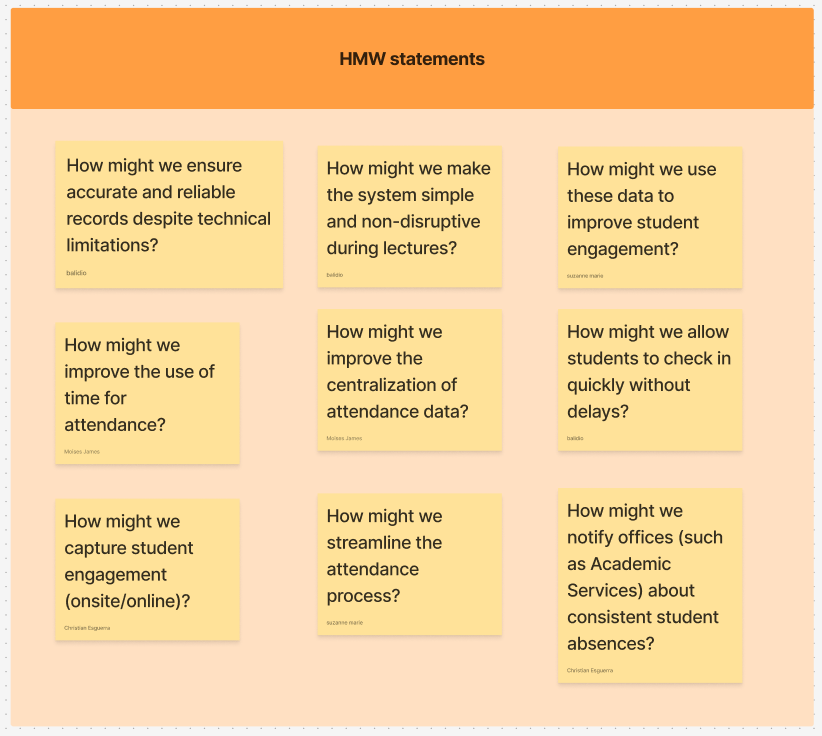 HMW statements
How might we ensure
accurate and reliable
records despite technical
limitations?
balidio
How might we make
the system simple
and non-disruptive
during lectures?
balidio
How might we use
these data to
improve student
engagement?
suzanne marie
How might we
improve the use of
time for
attendance?
Moises James
How might we
improve the
centralization of
attendance data?
Moises James
How might we allow
students to check in
quickly without
delays?
balidio
How might we
capture student
engagement
(onsite/online)?
Christian Esguerra
How might we
streamline the
attendance
process?
suzanne marie
How might we
notify offices (such
as Academic
Services) about
consistent student
absences?
Christian Esguerra